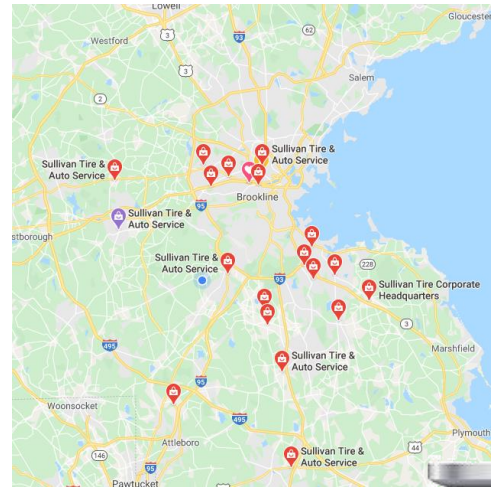 Lowell
Gloucester
3
93
62
Westford
3
Salem
2
Sullivan Tire &
Auto Service
Sullivan Tire &
Auto Service
Brookline
95
Sullivan Tire &
Auto Service
stborough
Sullivan Tire &
Auto Service
228
93
Sullivan Tire Corporate
Headquarters
3
495
Marshfield
Sullivan Tire &
Auto Service
95
Woonsocket
495
Attleboro
Plymouth
44
Sullivan Tire &
Auto Service
146
95
Pawtucket